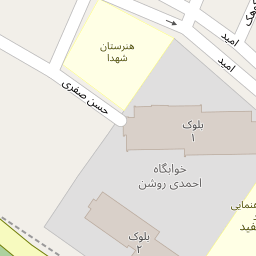 هنرستان
شهدا
امید
امید
حسن صفری
بلوک
۱
خوابگاه
احمدی روشن
بلوک
۲